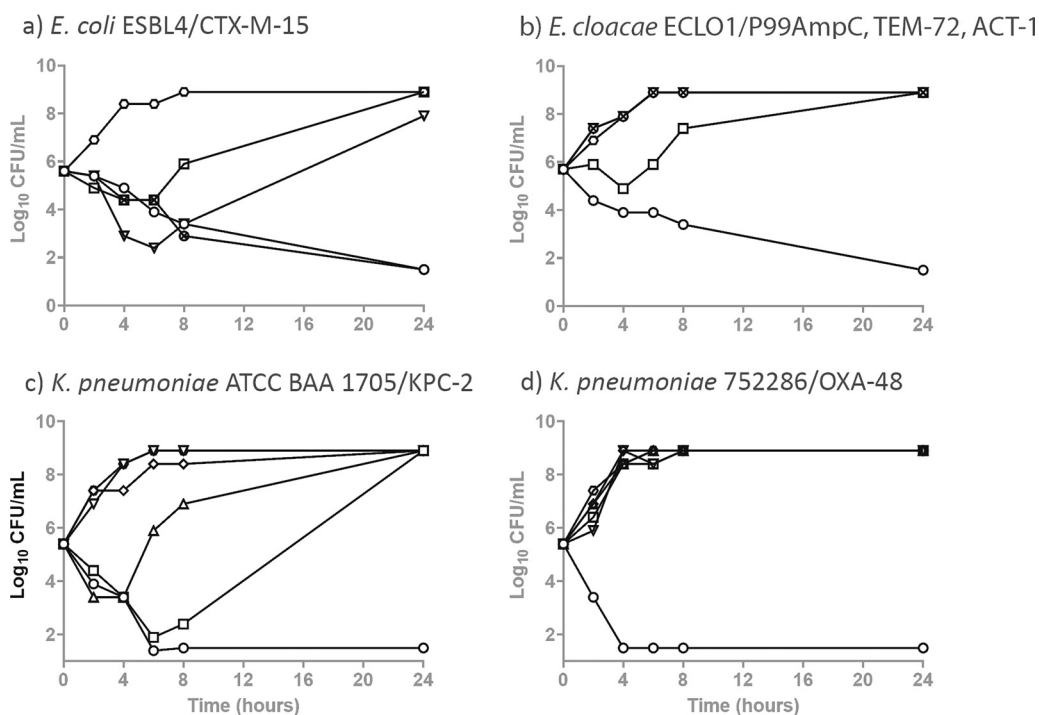 a) E. coli ESBL4/CTX-M-15
b) E. cloacae ECLO1/P99AmpC, TEM-72, ACT-1
10
8
6
4
2
0
Log10 CFU/mL
0 4 8 12 16 20 24
10
8
6
4
2
0
Log10 CFU/mL
0 4 8 12 16 20 24
c) K. pneumoniae ATCC BAA 1705/KPC-2
d) K. pneumoniae 752286/OXA-48
10
8
6
4
2
Log10 CFU/mL
0 4 8 12 16 20 24
Time (hours)
10
8
6
4
2
Log10 CFU/mL
0 4 8 12 16 20 24
Time (hours)